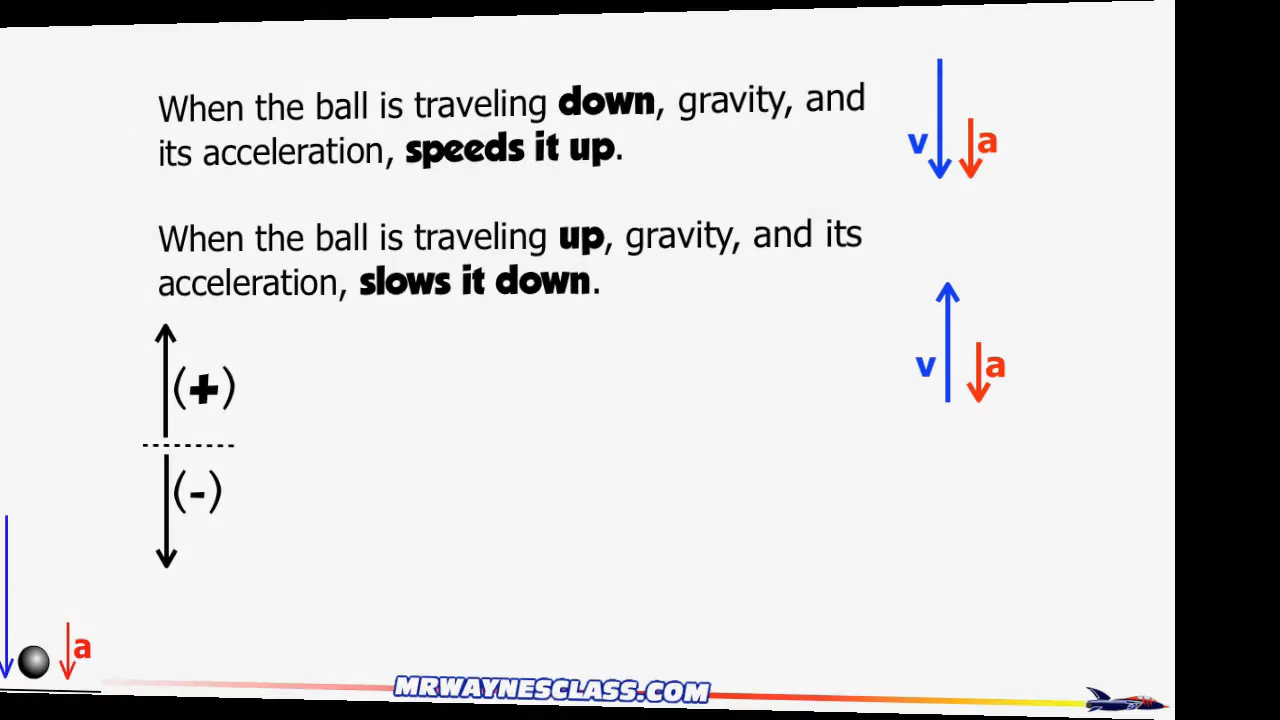 When the ball is traveling down, gravity, and
its acceleration, speeds it up.
v a
When the ball is traveling up, gravity, and its
acceleration, slows it down.
v a
(+)
(-)
a
MRWAYNESCLASS.COM